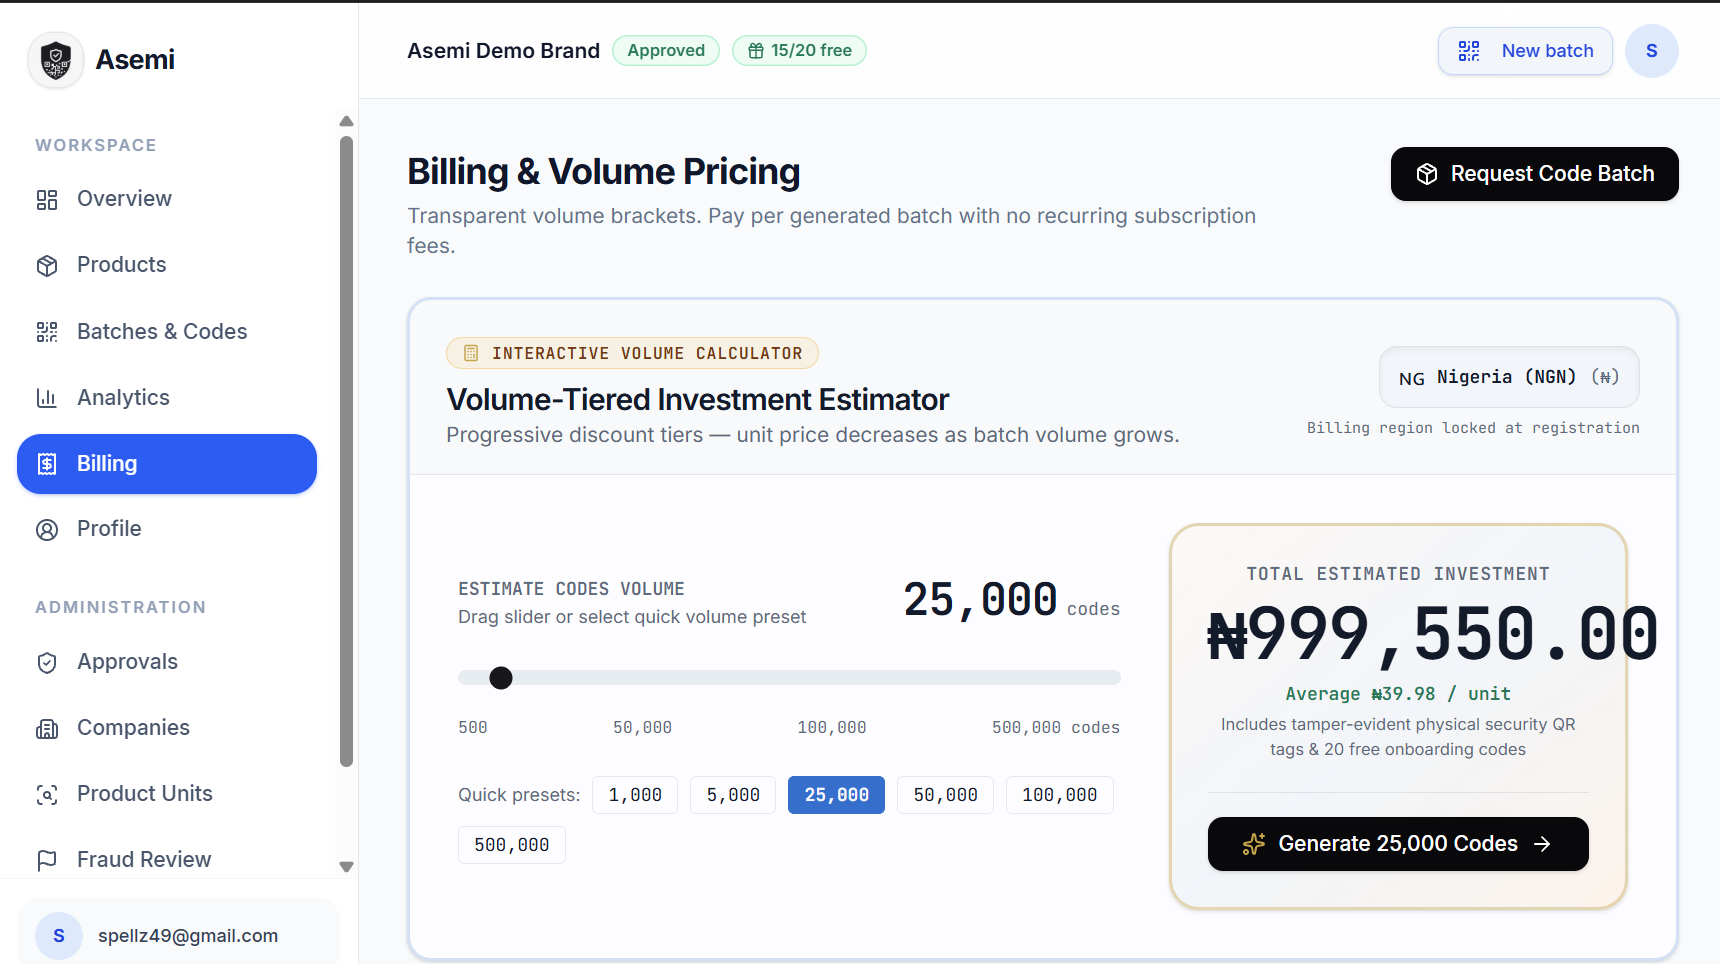 Asemi
WORKSPACE
Overview
Products
Batches & Codes
Analytics
Billing
Profile
ADMINISTRATION
Approvals
Companies
Product Units
Fraud Review
S
spellz49@gmail.com
Asemi Demo Brand
Approved
15/20 free
New batch
S
Billing & Volume Pricing
Transparent volume brackets. Pay per generated batch with no recurring subscription
fees.
Request Code Batch
INTERACTIVE VOLUME CALCULATOR
Volume-Tiered Investment Estimator
Progressive discount tiers — unit price decreases as batch volume grows.
NG Nigeria (NGN) (₦)
Billing region locked at registration
ESTIMATE CODES VOLUME
Drag slider or select quick volume preset
25,000 codes
500 50,000 100,000 500,000 codes
Quick presets: 1,000 5,000 25,000 50,000 100,000
500,000
TOTAL ESTIMATED INVESTMENT
₦999,550.00
Average ₦39.98 / unit
Includes tamper-evident physical security QR
tags & 20 free onboarding codes
Generate 25,000 Codes →